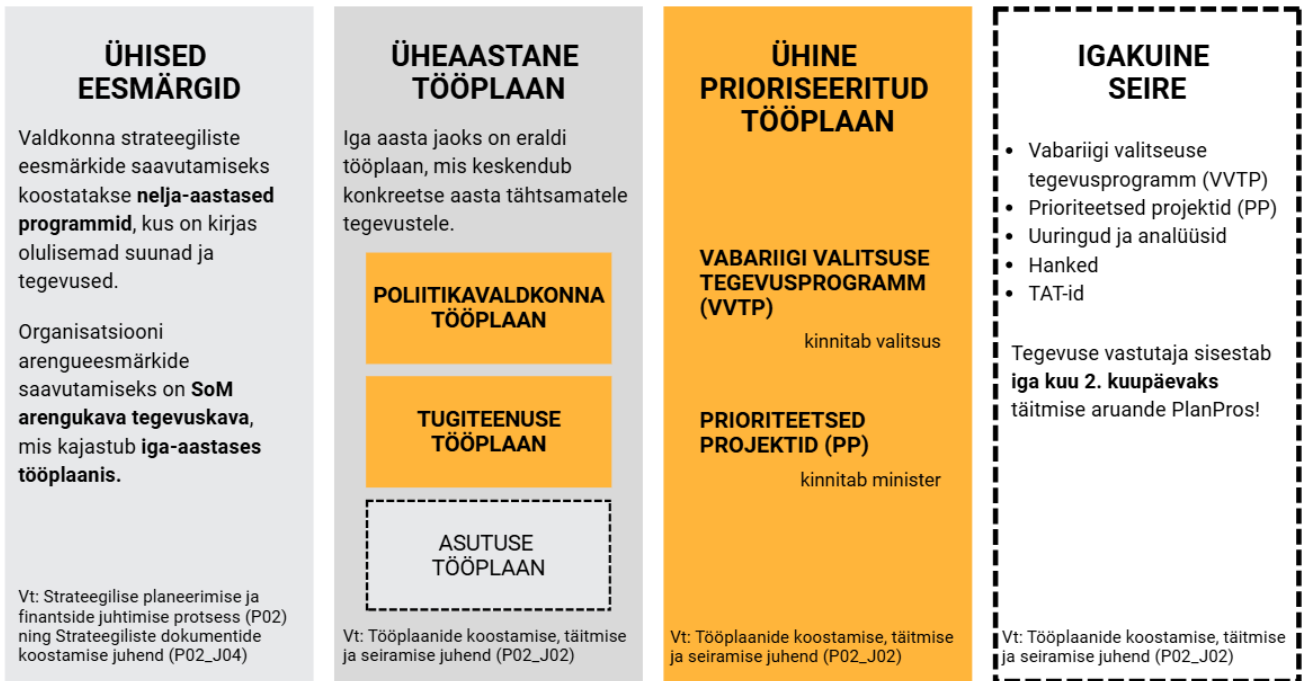 ÜHISED
EESMÄRGID
Valdkonna strateegiliste
eesmärkide saavutamiseks
koostatakse nelja-aastased
programmid, kus on kirjas
olulisemad suunad ja
tegevused.
Organisatsiooni
arengueesmärkide
saavutamiseks on SoM
arengukava tegevuskava,
mis kajastub iga-aastases
tööplaanis.
Vt: Strateegilise planeerimise ja
finantside juhtimise protsess (P02)
ning Strateegiliste dokumentide
koostamise juhend (P02_J04)
ÜHEAASTANE
TÖÖPLAAN
Iga aasta jaoks on eraldi
tööplaan, mis keskendub
konkreetse aasta tähtsamatele
tegevustele.
POLIITIKAVALDKONNA
TÖÖPLAAN
TUGITEENUSE
TÖÖPLAAN
ASUTUSE
TÖÖPLAAN
Vt: Tööplaanide koostamise, täitmise
ja seiramise juhend (P02_J02)
ÜHINE
PRIORISEERITUD
TÖÖPLAAN
VABARIIGI VALITSUSE
TEGEVUSPROGRAMM
(VVTP)
kinnitab valitsus
PRIORITEETSED
PROJEKTID (PP)
kinnitab minister
Vt: Tööplaanide koostamise, täitmise
ja seiramise juhend (P02_J02)
IGAKUINE
SEIRE
• Vabariigi valitseuse
tegevusprogramm (VVTP)
• Prioriteetsed projektid (PP)
• Uuringud ja analüüsid
• Hanked
• TAT-id
Tegevuse vastutaja sisestab
iga kuu 2. kuupäevaks
täitmise aruande PlanPros!
Vt: Tööplaanide koostamise, täitmise
ja seiramise juhend (P02_J02)